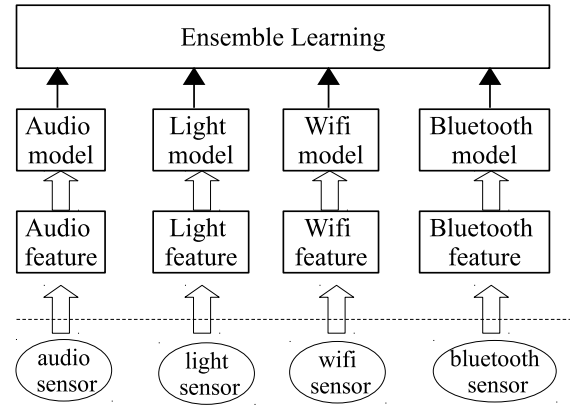 Ensemble Learning
Audio
model
Light
model
Wifi
model
Bluetooth
model
Audio
feature
Light
feature
Wifi
feature
Bluetooth
feature
audio
sensor
light
sensor
wifi
sensor
bluetooth
sensor